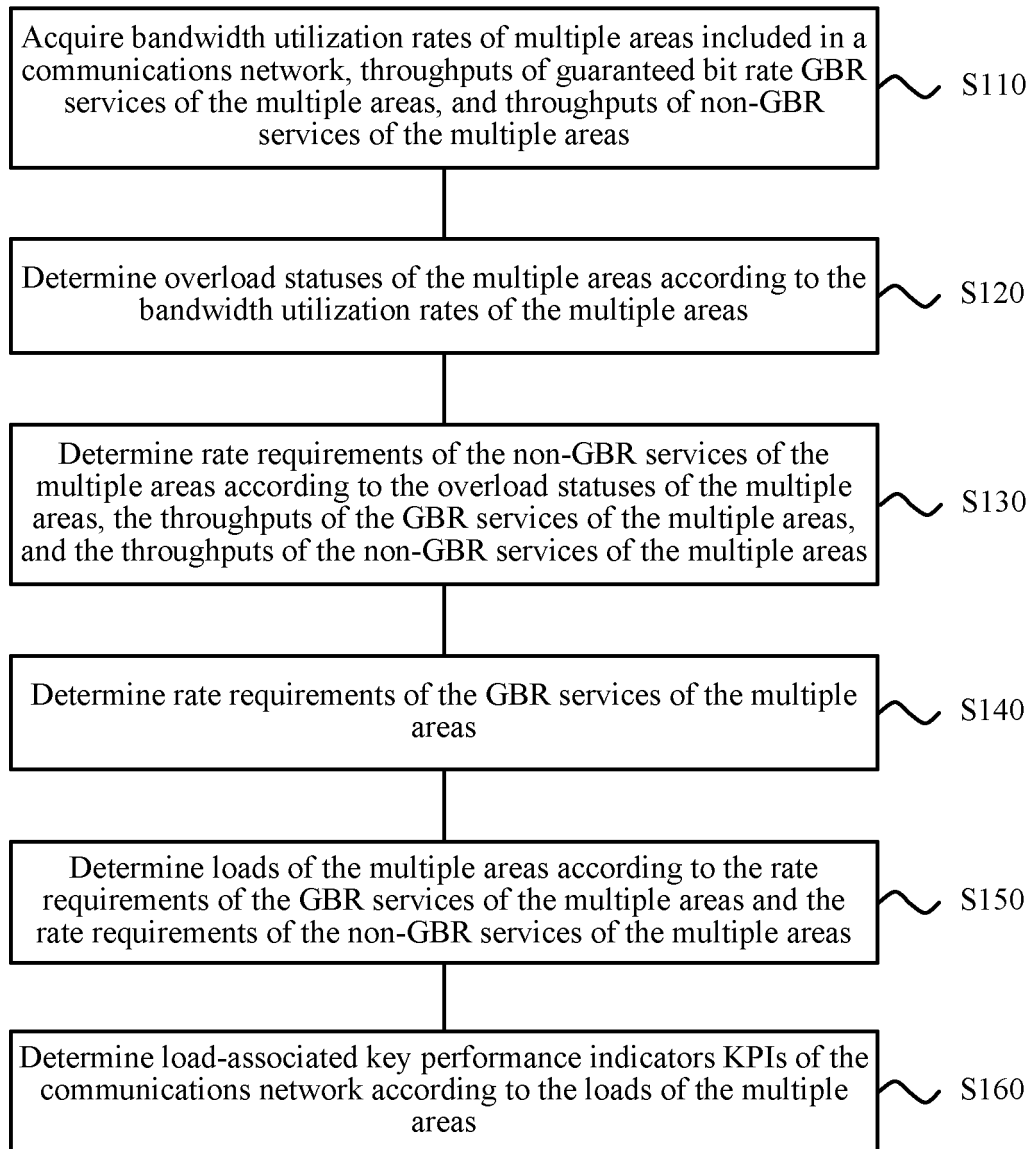 Acquire bandwidth utilization rates of multiple areas included in a
communications network, throughputs of guaranteed bit rate GBR
services of the multiple areas, and throughputs of non-GBR
services of the multiple areas
S110
Determine overload statuses of the multiple areas according to the
bandwidth utilization rates of the multiple areas
S120
Determine rate requirements of the non-GBR services of the
multiple areas according to the overload statuses of the multiple
areas, the throughputs of the GBR services of the multiple areas,
and the throughputs of the non-GBR services of the multiple areas
S130
Determine rate requirements of the GBR services of the multiple
areas
S140
Determine loads of the multiple areas according to the rate
requirements of the GBR services of the multiple areas and the
rate requirements of the non-GBR services of the multiple areas
S150
Determine load-associated key performance indicators KPIs of the
communications network according to the loads of the multiple
areas
S160